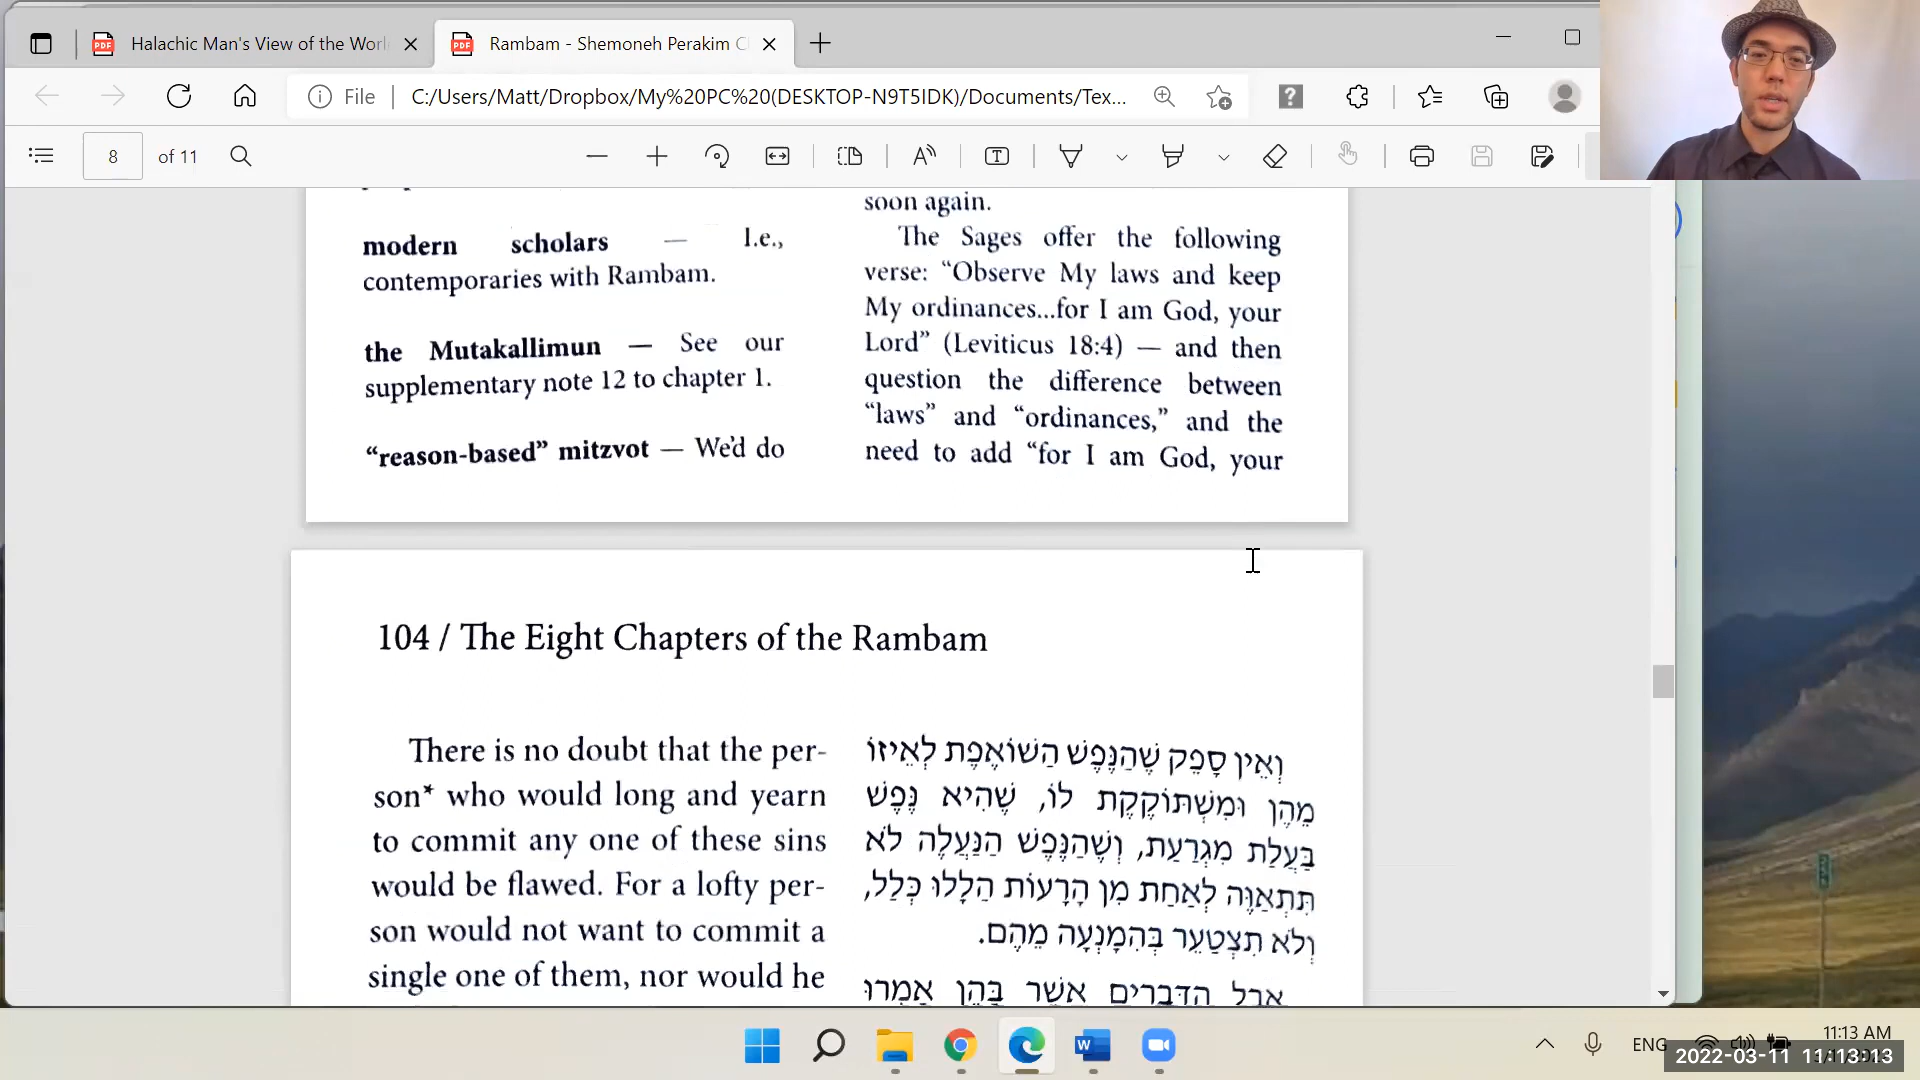 Halachic Man's View of the Worl
Rambam - Shemoneh Perakim C
File
C:/Users/Matt/Dropbox/My%20PC%20(DESKTOP-N9T5IDK)/Documents/Tex...
8
of 11
modern scholars — I.e.,
contemporaries with Rambam.
the Mutakallimun — See our
supplementary note 12 to chapter 1.
“reason-based” mitzvot — We'd do
soon again.
The Sages offer the following
verse: “Observe My laws and keep
My ordinances...for I am God, your
Lord” (Leviticus 18:4) — and then
question the difference between
“laws” and “ordinances,” and the
need to add “for I am God, your
104 / The Eight Chapters of the Rambam
There is no doubt that the per-
son* who would long and yearn
to commit any one of these sins
would be flawed. For a lofty per-
son would not want to commit a
single one of them, nor would he
וְאֵין סָפֵק שֶׁהַנֶּפֶשׁ הַשּׁוֹאֶפֶת לְאֵיזוֹ
מֵהֶן וּמִשְׁתּוֹקֶקֶת לוֹ, שֶׁהִיא נֶפֶשׁ
בַּעֲלַת מִגְרַעַת, וְשֶׁהַנֶּפֶשׁ הַנַּעֲלָה לֹא
תִּתְאַוֶּה לְאַחַת מִן הָרָעוֹת הַלָּלוּ כְּלַל,
וְלֹא תִצְטַעֵר בְּהִמָּנְעָה מֵהֶם.
אבל הַדְּבָרִים אֲשֶׁר בָּהֶן אָמְרוּ
ENG
11:13 AM
2022-03-11 11:13:13